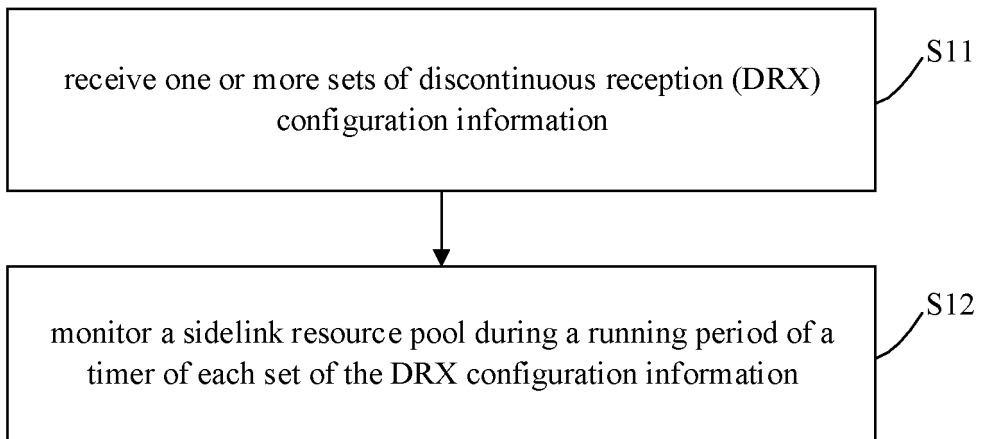 receive one or more sets of discontinuous reception (DRX)
configuration information
S11
monitor a sidelink resource pool during a running period of a
timer of each set of the DRX configuration information
S12